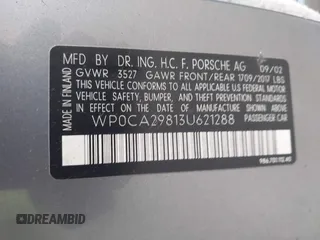 MFD. BY DR. ING. H.C. F. PORSCHE AG 09/02
GVWR 3527 GAWR FRONT/REAR 1709/2017 LBS
THIS VEHICLE CONFORMS TO ALL APPLICABLE U.S. FEDERAL MOTOR
VEHICLE SAFETY, BUMPER AND THEFT PREVENTION STANDARDS IN
EFFECT ON THE DATE OF MANUFACTURE SHOWN ABOVE.
WP0CA29813U621288 PASSENGER CAR
MADE IN FINLAND
DREAMBID